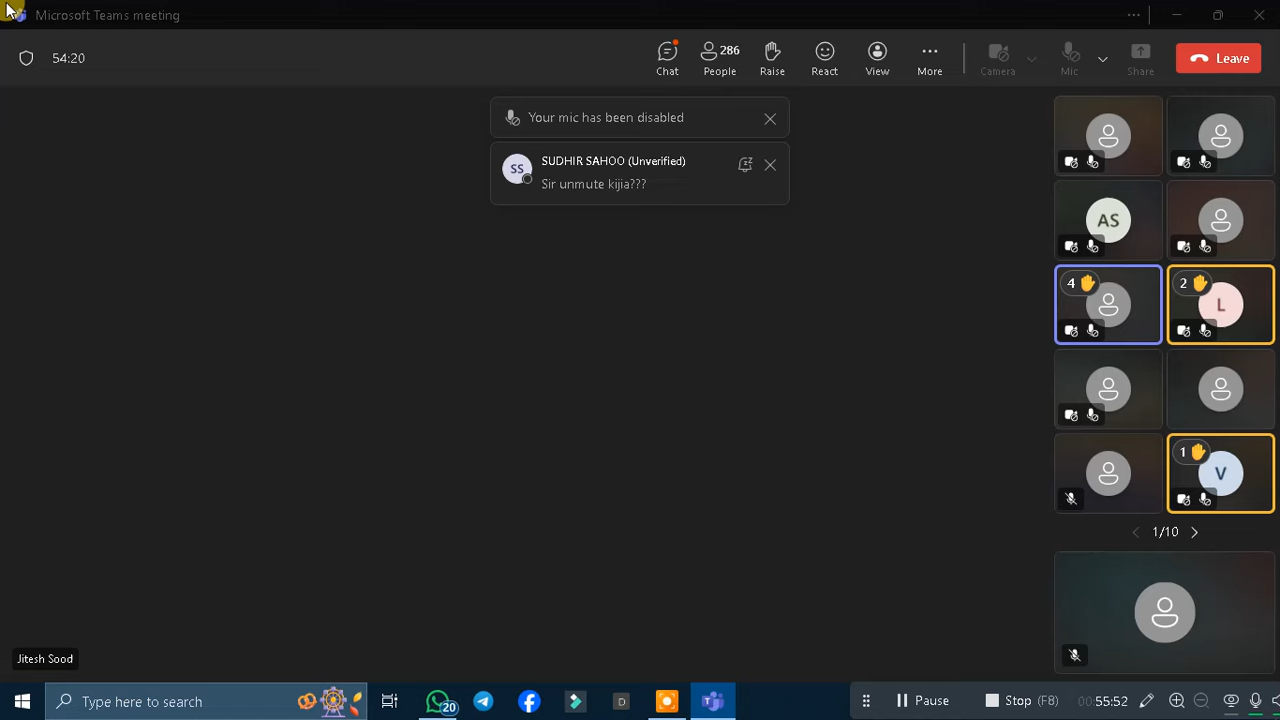 Microsoft Teams meeting
54:20
Chat
286
People
Raise
React
View
More
Camera
Mic
Share
Leave
Your mic has been disabled
SS
SUDHIR SAHOO (Unverified)
Sir unmute kijia???
AS
4
2
L
1
V
1/10
Jitesh Sood
Type here to search
20
D
Pause
Stop (F8)
00:55:52